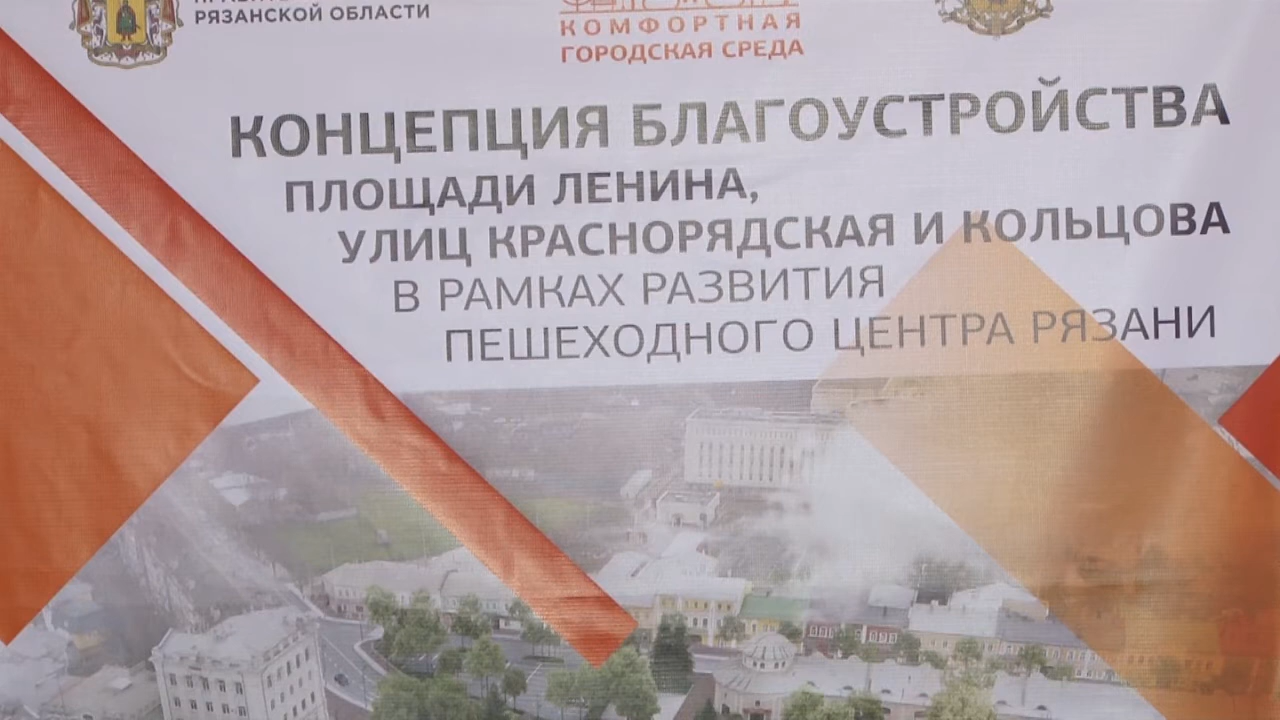 РЯЗАНСКОЙ ОБЛАСТИ
КОМФОРТНАЯ
ГОРОДСКАЯ СРЕДА
КОНЦЕПЦИЯ БЛАГОУСТРОЙСТВА
ПЛОЩАДИ ЛЕНИНА,
УЛИЦ КРАСНОРЯДСКАЯ И КОЛЬЦОВА
В РАМКАХ РАЗВИТИЯ
ПЕШЕХОДНОГО ЦЕНТРА РЯЗАНИ